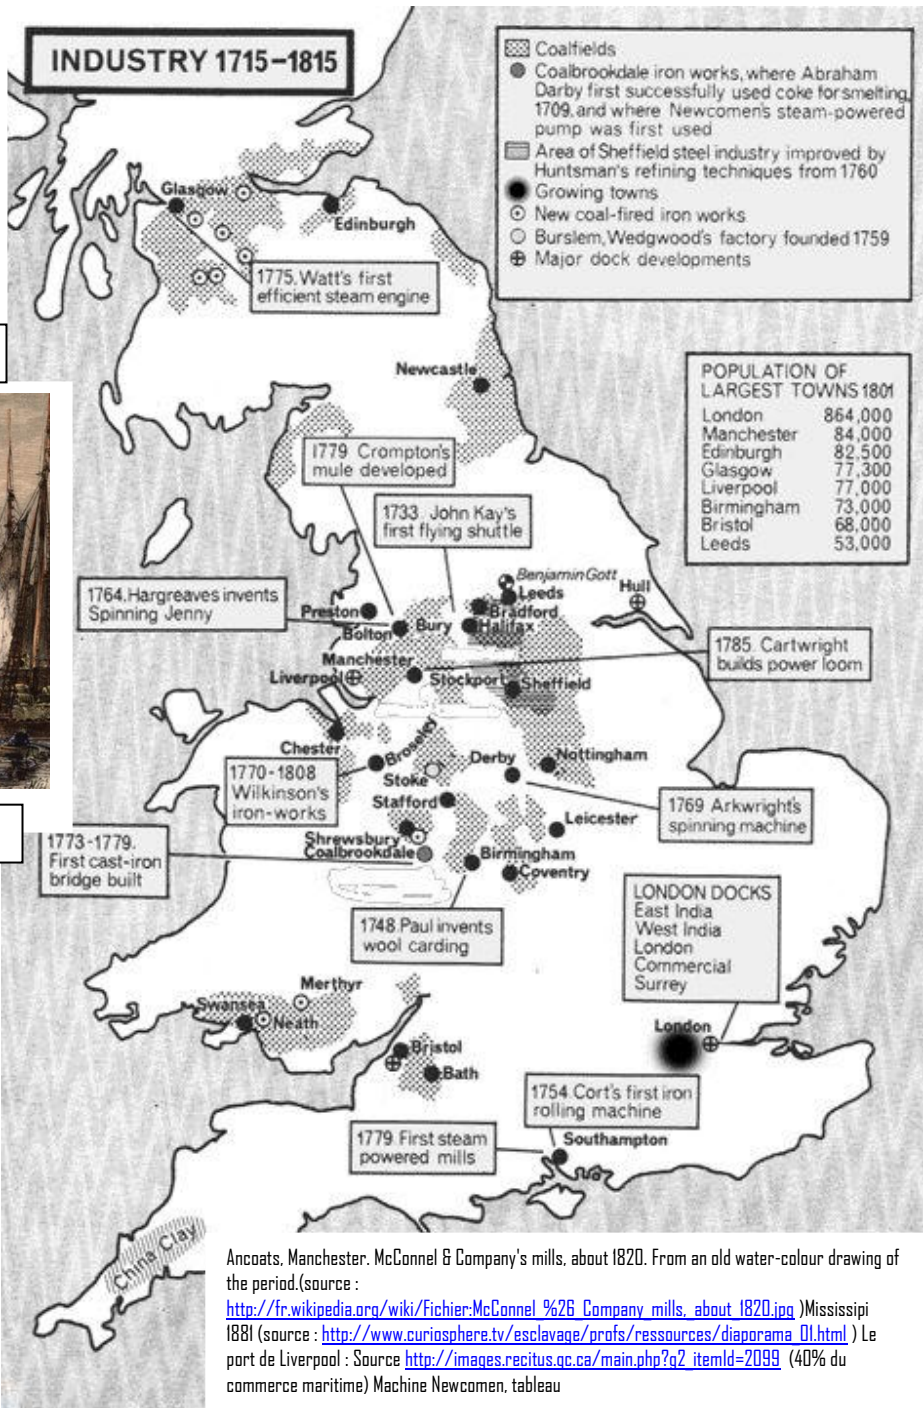 INDUSTRY 1715–1815
Coalfields
Coalbrookdale iron works, where Abraham
Darby first successfully used coke for smelting,
1709, and where Newcomen's steam-powered
pump was first used
Area of Sheffield steel industry improved by
Huntsman's refining techniques from 1760
Growing towns
New coal-fired iron works
Burslem, Wedgwood's factory founded 1759
Major dock developments
Glasgow
Edinburgh
1775. Watt's first
efficient steam engine
Newcastle
POPULATION OF
LARGEST TOWNS 1801
London 864,000
Manchester 84,000
Edinburgh 82,500
Glasgow 77,300
Liverpool 77,000
Birmingham 73,000
Bristol 68,000
Leeds 53,000
1779 Crompton's
mule developed
1733. John Kay's
first flying shuttle
1764. Hargreaves invents
Spinning Jenny
Benjamin Gott
Leeds
Hull
Preston
Bradford
Bolton
Bury
Halifax
1785. Cartwright
builds power loom
Manchester
Liverpool
Stockport
Sheffield
Chester
Broseley
Derby
Nottingham
1770-1808
Wilkinson's
iron-works
Stoke
Stafford
1769 Arkwright's
spinning machine
Leicester
Shrewsbury
Coalbrookdale
1773-1779.
First cast-iron
bridge built
Birmingham
Coventry
1748. Paul invents
wool carding
LONDON DOCKS
East India
West India
London
Commercial
Surrey
Merthyr
Swansea
Neath
London
Bristol
Bath
1754. Cort's first iron
rolling machine
1779. First steam
powered mills
Southampton
China Clay
Ancoats, Manchester. McConnel & Company's mills, about 1820. From an old water-colour drawing of
the period.(source :
http://fr.wikipedia.org/wiki/Fichier:McConnel_%26_Company_mills,_about_1820.jpg )Mississipi
1881 (source : http://www.curiosphere.tv/esclavage/profs/ressources/diaporama_01.html ) Le
port de Liverpool : Source http://images.recitus.qc.ca/main.php?g2_itemId=2099 (40% du
commerce maritime) Machine Newcomen, tableau